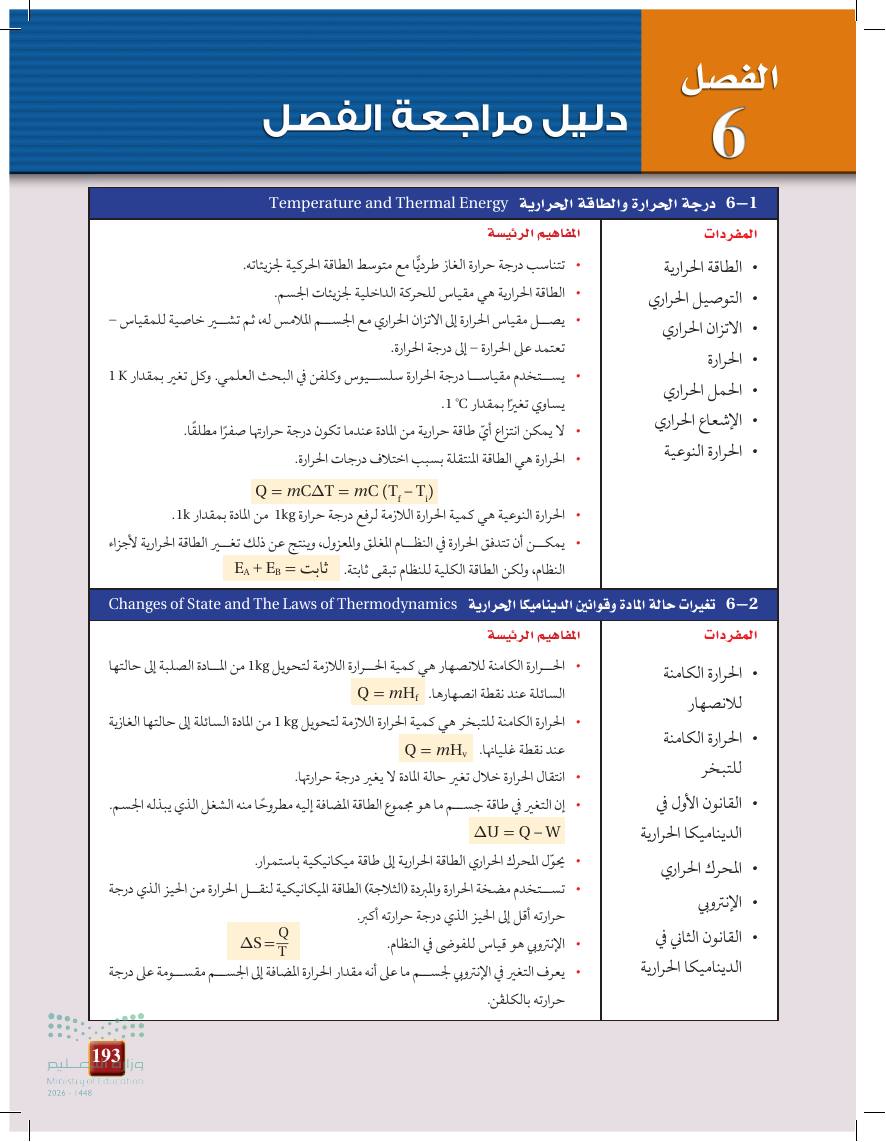 الفصل
6
دليل مراجعة الفصل
6–1 درجة الحرارة والطاقة الحرارية Temperature and Thermal Energy
المفردات
• الطاقة الحرارية
• التوصيل الحراري
• الاتزان الحراري
• الحرارة
• الحمل الحراري
• الإشعاع الحراري
• الحرارة النوعية
المفاهيم الرئيسة
• تتناسب درجة حرارة الغاز طرديًّا مع متوسط الطاقة الحركية لجزيئاته.
• الطاقة الحرارية هي مقياس للحركة الداخلية لجزيئات الجسم.
• يصل مقياس الحرارة إلى الاتزان الحراري مع الجسم الملامس له، ثم تشير خاصية للمقياس –
تعتمد على الحرارة – إلى درجة الحرارة.
• يستخدم مقياسا درجة الحرارة سلسيوس وكلفن في البحث العلمي. وكل تغير بمقدار 1 K
يساوي تغيرًا بمقدار 1 °C.
• لا يمكن انتزاع أيّ طاقة حرارية من المادة عندما تكون درجة حرارتها صفرًا مطلقًا.
• الحرارة هي الطاقة المنتقلة بسبب اختلاف درجات الحرارة.
Q = mCΔT = mC (Tf – Ti)
• الحرارة النوعية هي كمية الحرارة اللازمة لرفع درجة حرارة 1kg من المادة بمقدار 1k.
• يمكن أن تتدفق الحرارة في النظام المغلق والمعزول، وينتج عن ذلك تغير الطاقة الحرارية لأجزاء
النظام، ولكن الطاقة الكلية للنظام تبقى ثابتة. EA + EB = ثابت
6–2 تغيرات حالة المادة وقوانين الديناميكا الحرارية Changes of State and The Laws of Thermodynamics
المفردات
• الحرارة الكامنة
للانصهار
• الحرارة الكامنة
للتبخر
• القانون الأول في
الديناميكا الحرارية
• المحرك الحراري
• الإنتروبي
• القانون الثاني في
الديناميكا الحرارية
المفاهيم الرئيسة
• الحرارة الكامنة للانصهار هي كمية الحرارة اللازمة لتحويل 1kg من المادة الصلبة إلى حالتها
السائلة عند نقطة انصهارها. Q = mHf
• الحرارة الكامنة للتبخر هي كمية الحرارة اللازمة لتحويل 1 kg من المادة السائلة إلى حالتها الغازية
عند نقطة غليانها. Q = mHv
• انتقال الحرارة خلال تغير حالة المادة لا يغير درجة حرارتها.
• إن التغير في طاقة جسم ما هو مجموع الطاقة المضافة إليه مطروحًا منه الشغل الذي يبذله الجسم.
ΔU = Q – W
• يحوّل المحرك الحراري الطاقة الحرارية إلى طاقة ميكانيكية باستمرار.
• تستخدم مضخة الحرارة والمبردة (الثلاجة) الطاقة الميكانيكية لنقل الحرارة من الحيز الذي درجة
حرارته أقل إلى الحيز الذي درجة حرارته أكبر.
• الإنتروبي هو قياس للفوضى في النظام. ΔS = Q/T
• يعرف التغير في الإنتروبي لجسم ما على أنه مقدار الحرارة المضافة إلى الجسم مقسومة على درجة
حرارته بالكلڤن.
193
وزارة التعليم
Ministry of Education
2026 - 1448